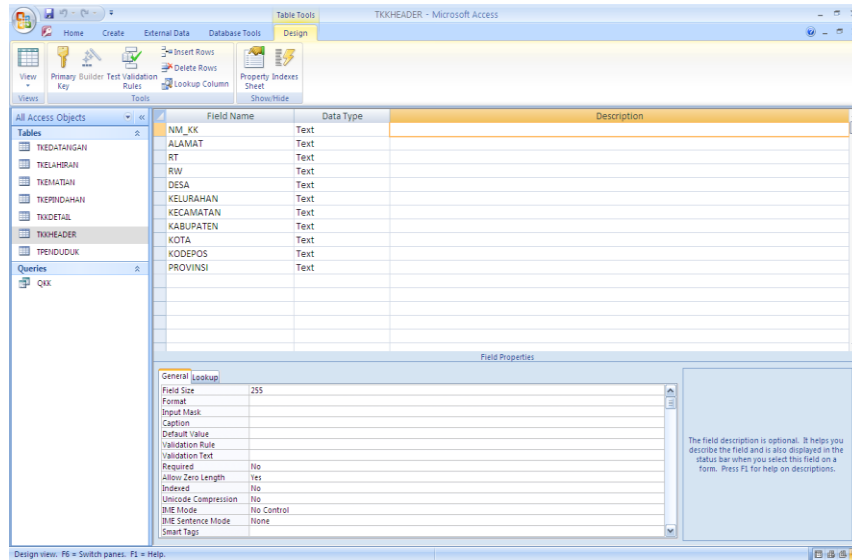 Table Tools TKKHEADER - Microsoft Access
Home Create External Data Database Tools Design
View
Views
Primary Key
Builder
Test Validation Rules
Insert Rows
Delete Rows
Lookup Column
Tools
Property Sheet
Indexes
Show/Hide
All Access Objects
Tables
TKEDATANGAN
TKELAHIRAN
TKEMATIAN
TKEPINDAHAN
TKKDETAIL
TKKHEADER
TPENDUDUK
Queries
QKK
Field Name Data Type Description
NM_KK Text
ALAMAT Text
RT Text
RW Text
DESA Text
KELURAHAN Text
KECAMATAN Text
KABUPATEN Text
KOTA Text
KODEPOS Text
PROVINSI Text
Field Properties
General Lookup
Field Size 255
Format
Input Mask
Caption
Default Value
Validation Rule
Validation Text
Required No
Allow Zero Length Yes
Indexed No
Unicode Compression No
IME Mode No Control
IME Sentence Mode None
Smart Tags
The field description is optional. It helps you
describe the field and is also displayed in the
status bar when you select this field on a
form. Press F1 for help on descriptions.
Design view. F6 = Switch panes. F1 = Help.